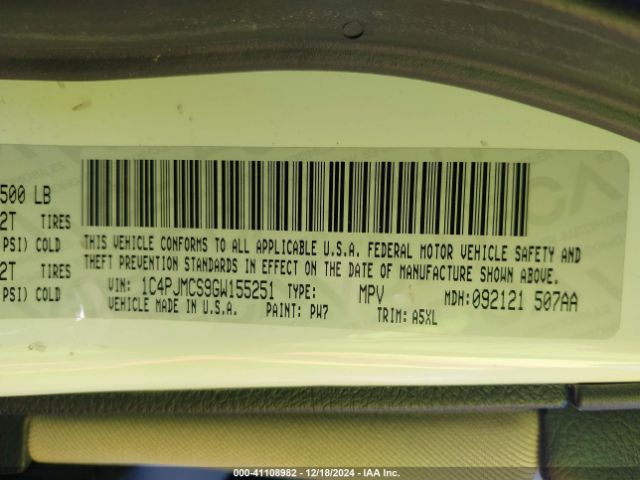 500 LB
2T TIRES
PSI) COLD
2T TIRES
PSI) COLD
THIS VEHICLE CONFORMS TO ALL APPLICABLE U.S.A. FEDERAL MOTOR VEHICLE SAFETY AND
THEFT PREVENTION STANDARDS IN EFFECT ON THE DATE OF MANUFACTURE SHOWN ABOVE.
VIN: 1C4PJMCS9GW155251 TYPE: MPV MDH:092121 507AA
VEHICLE MADE IN U.S.A. PAINT: PW7 TRIM: A5XL
000-41108982 - 12/18/2024 - IAA Inc.